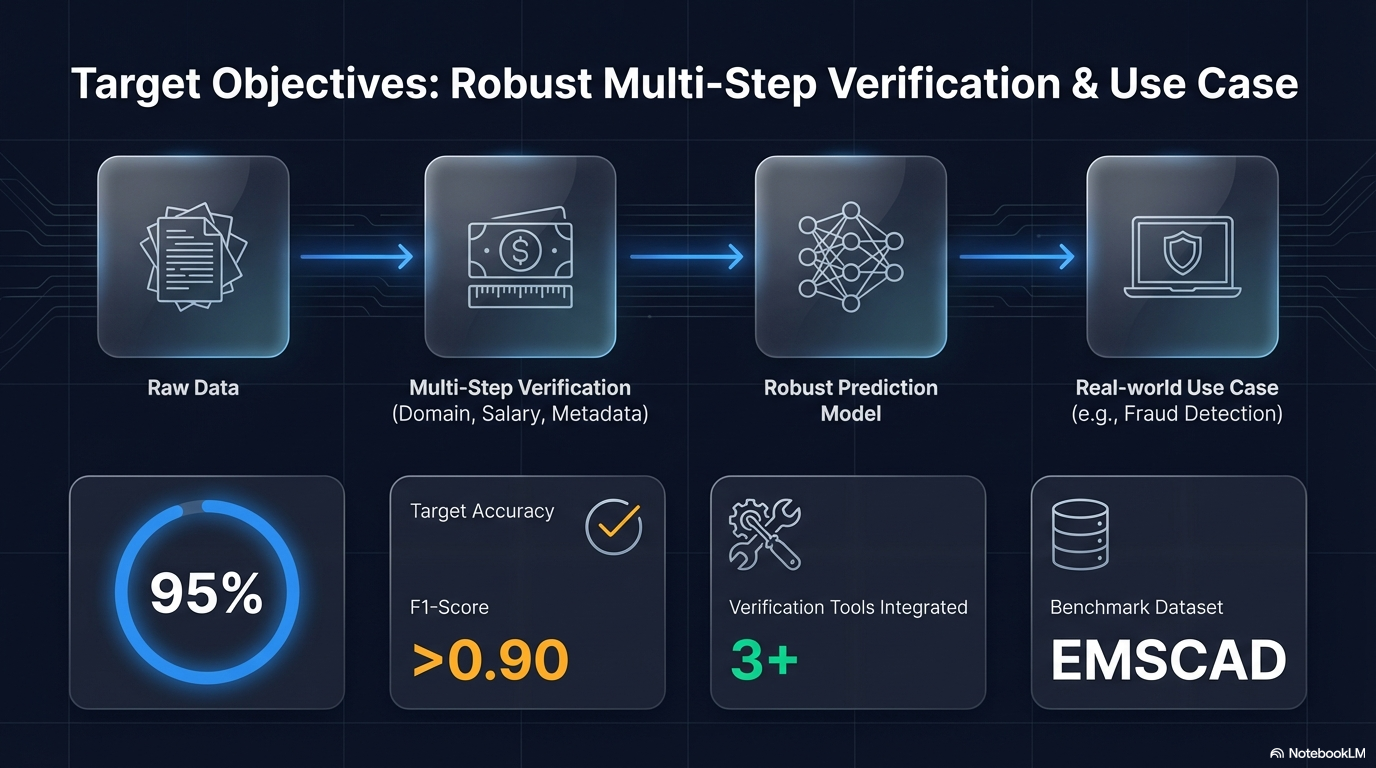 Target Objectives: Robust Multi-Step Verification & Use Case
Raw Data
Multi-Step Verification
(Domain, Salary, Metadata)
Robust Prediction
Model
Real-world Use Case
(e.g., Fraud Detection)
95%
Target Accuracy
F1-Score
>0.90
Verification Tools Integrated
3+
Benchmark Dataset
EMSCAD
NotebookLM